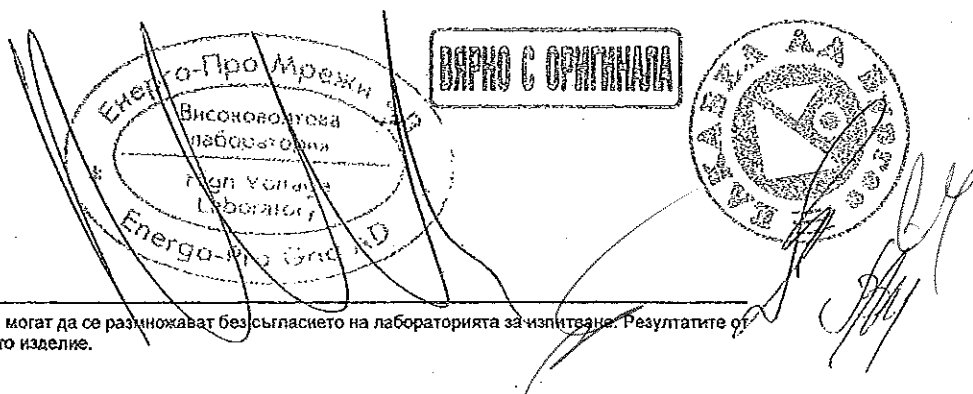 Енерго-Про Мрежи
Високоволтова
лаборатория
High Voltage
Laboratory
Energo-Pro Grid AD
ВЯРНО С ОРИГИНАЛА
могат да се размножават без съгласието на лабораторията за изпитване. Резултатите от
то изделие.